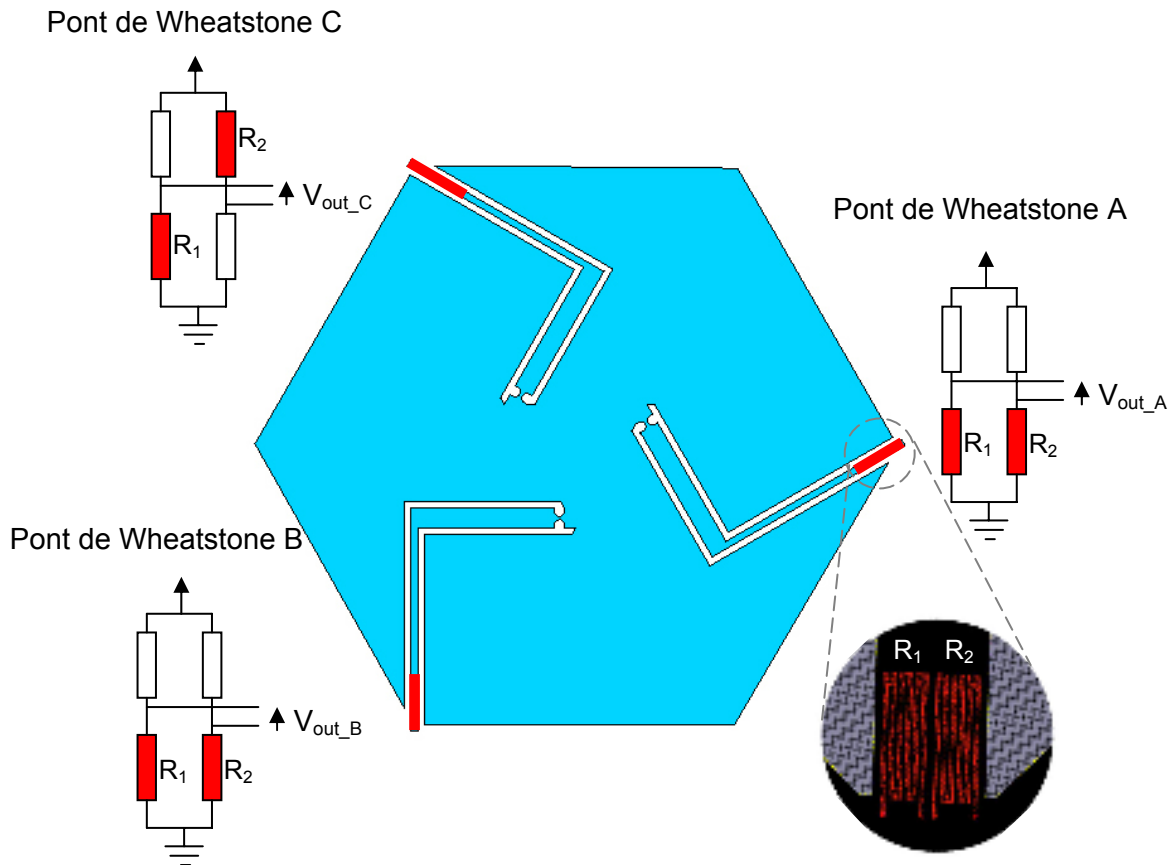 Pont de Wheatstone C
R2
Vout_C
R1
Pont de Wheatstone A
Vout_A
R1
R2
Pont de Wheatstone B
Vout_B
R1
R2
R1 R2